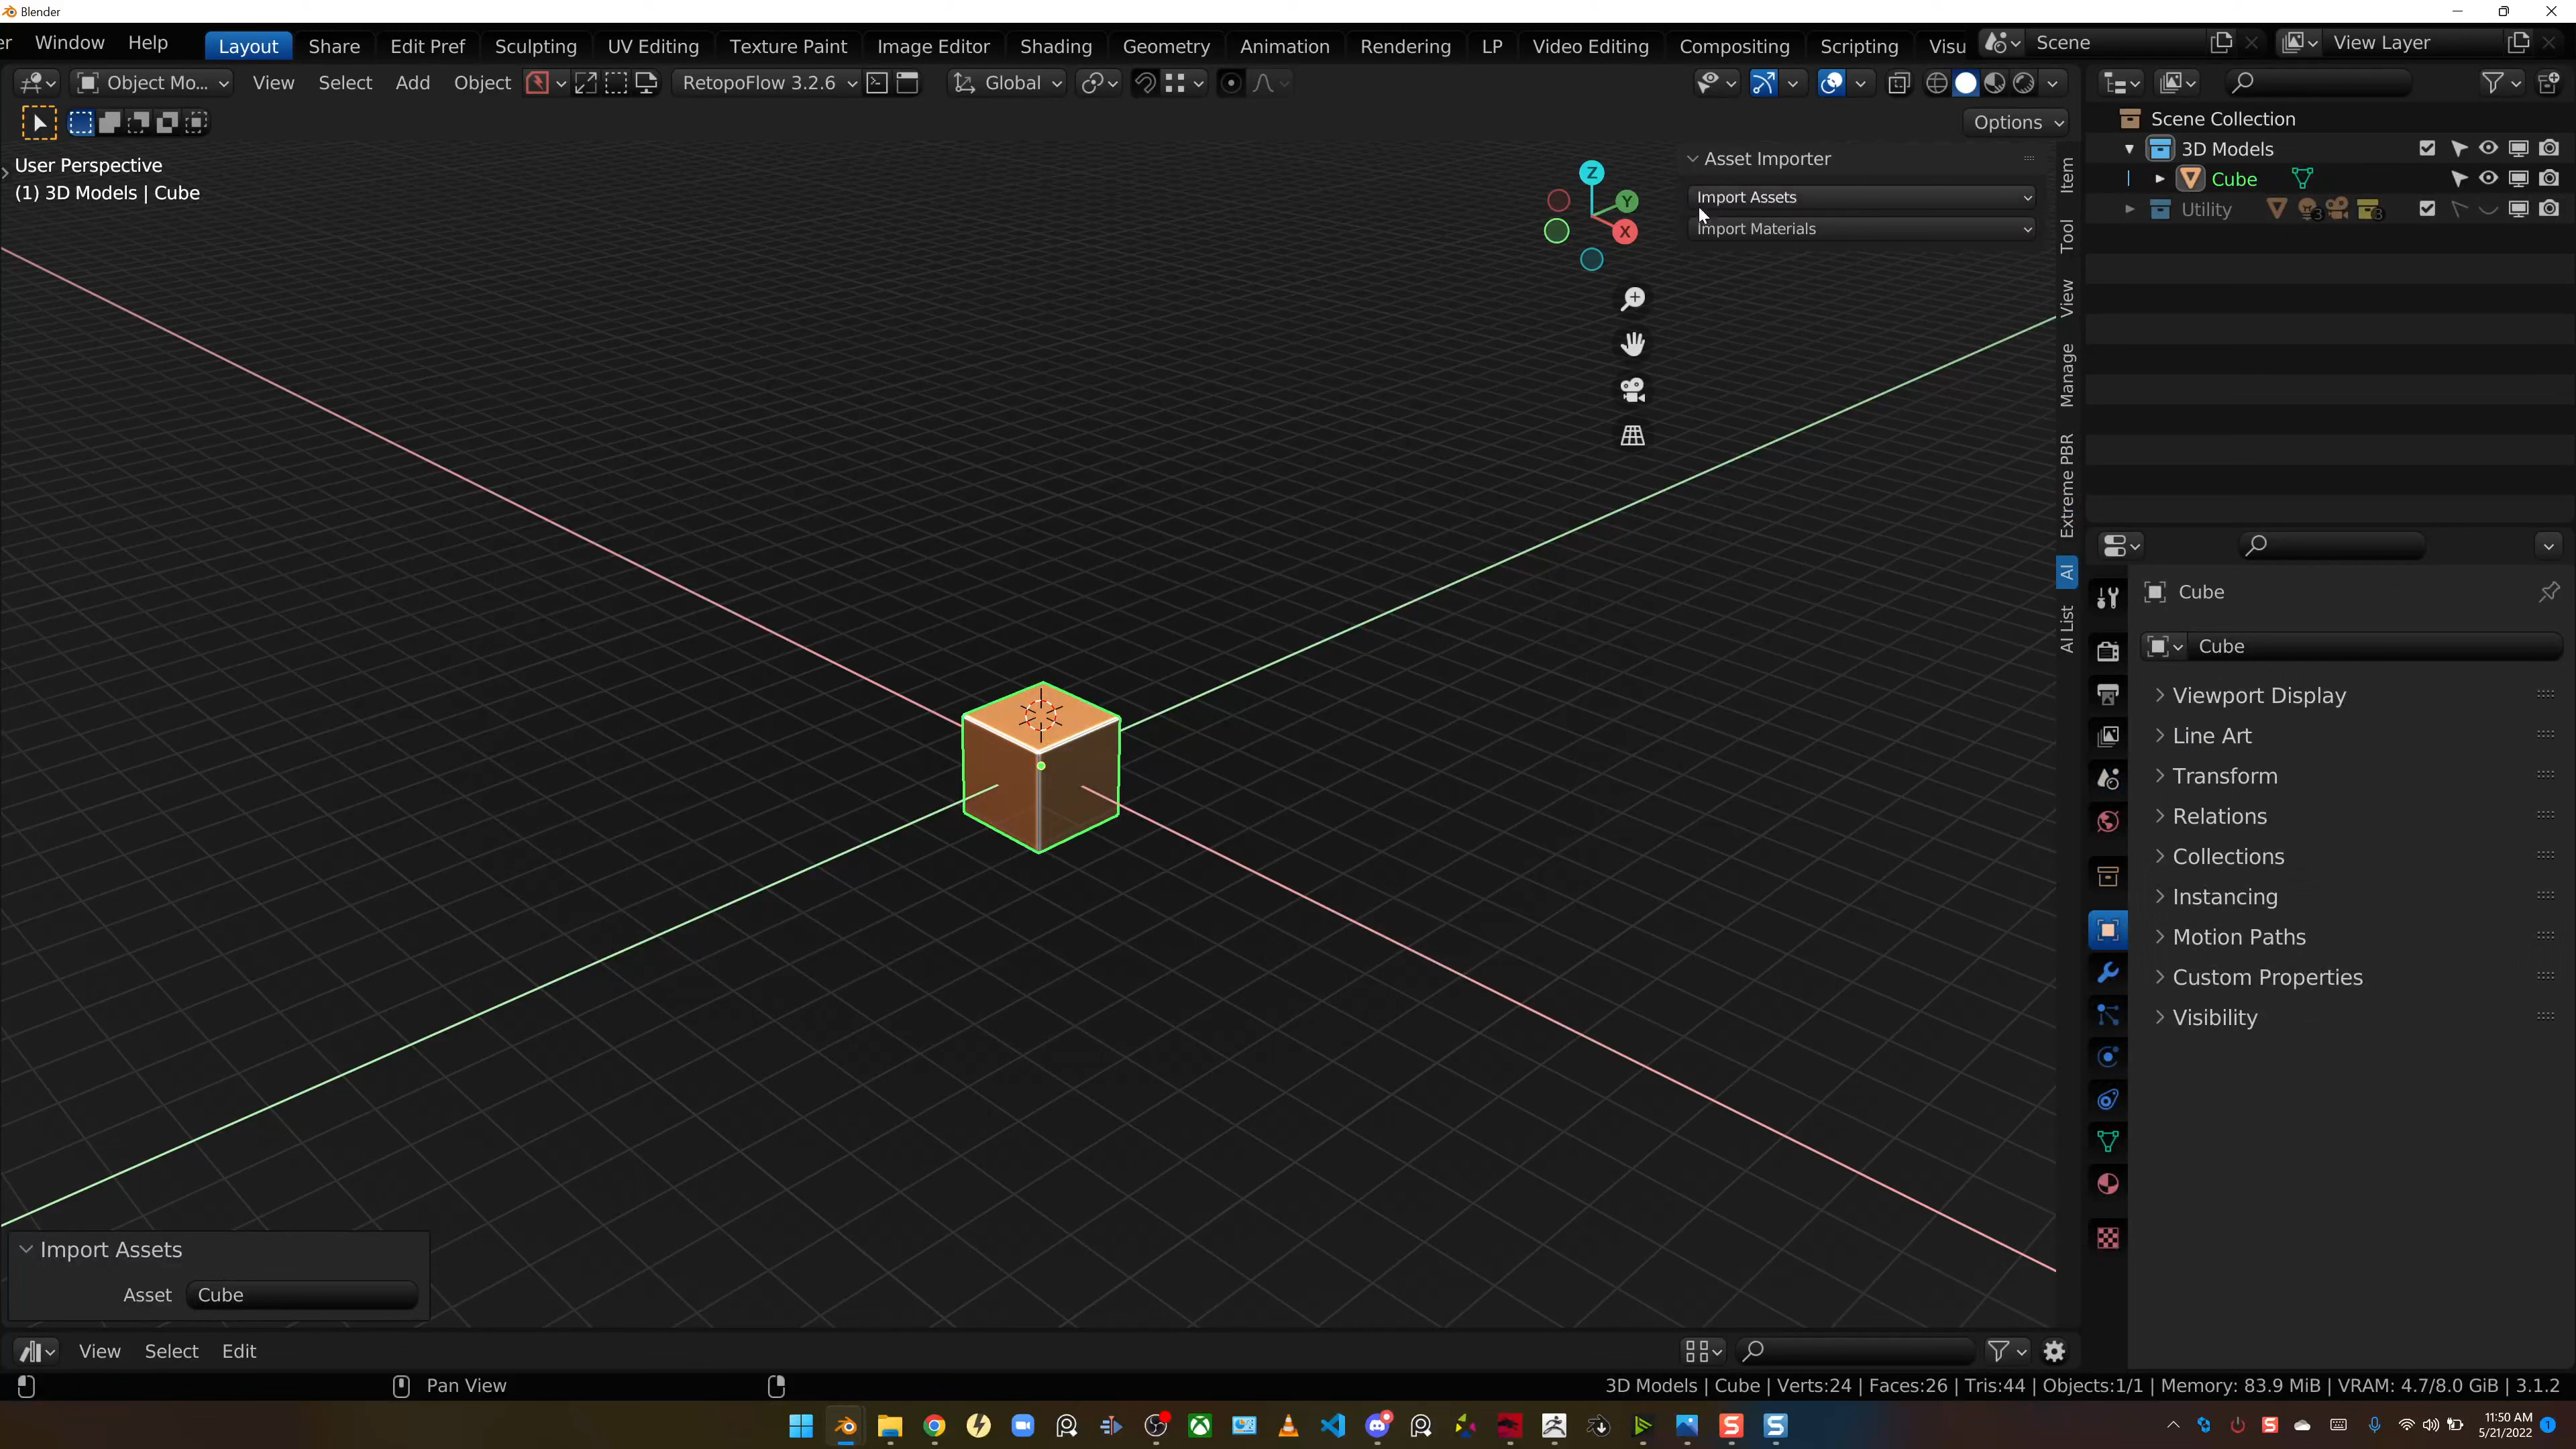 Blender
er Window Help Layout Share Edit Pref Sculpting UV Editing Texture Paint Image Editor Shading Geometry Animation Rendering LP Video Editing Compositing Scripting Visu Scene View Layer
Object Mo... View Select Add Object RetopoFlow 3.2.6 Global
Options
User Perspective
(1) 3D Models | Cube
Z
Y
X
Asset Importer
Import Assets
Import Materials
Item
Tool
View
Manage
Extreme PBR
AI
AI List
Scene Collection
3D Models
Cube
Utility
3
3
Cube
Cube
Viewport Display
Line Art
Transform
Relations
Collections
Instancing
Motion Paths
Custom Properties
Visibility
Import Assets
Asset Cube
View Select Edit
Pan View
3D Models | Cube | Verts:24 | Faces:26 | Tris:44 | Objects:1/1 | Memory: 83.9 MiB | VRAM: 4.7/8.0 GiB | 3.1.2
11:50 AM
5/21/2022
1